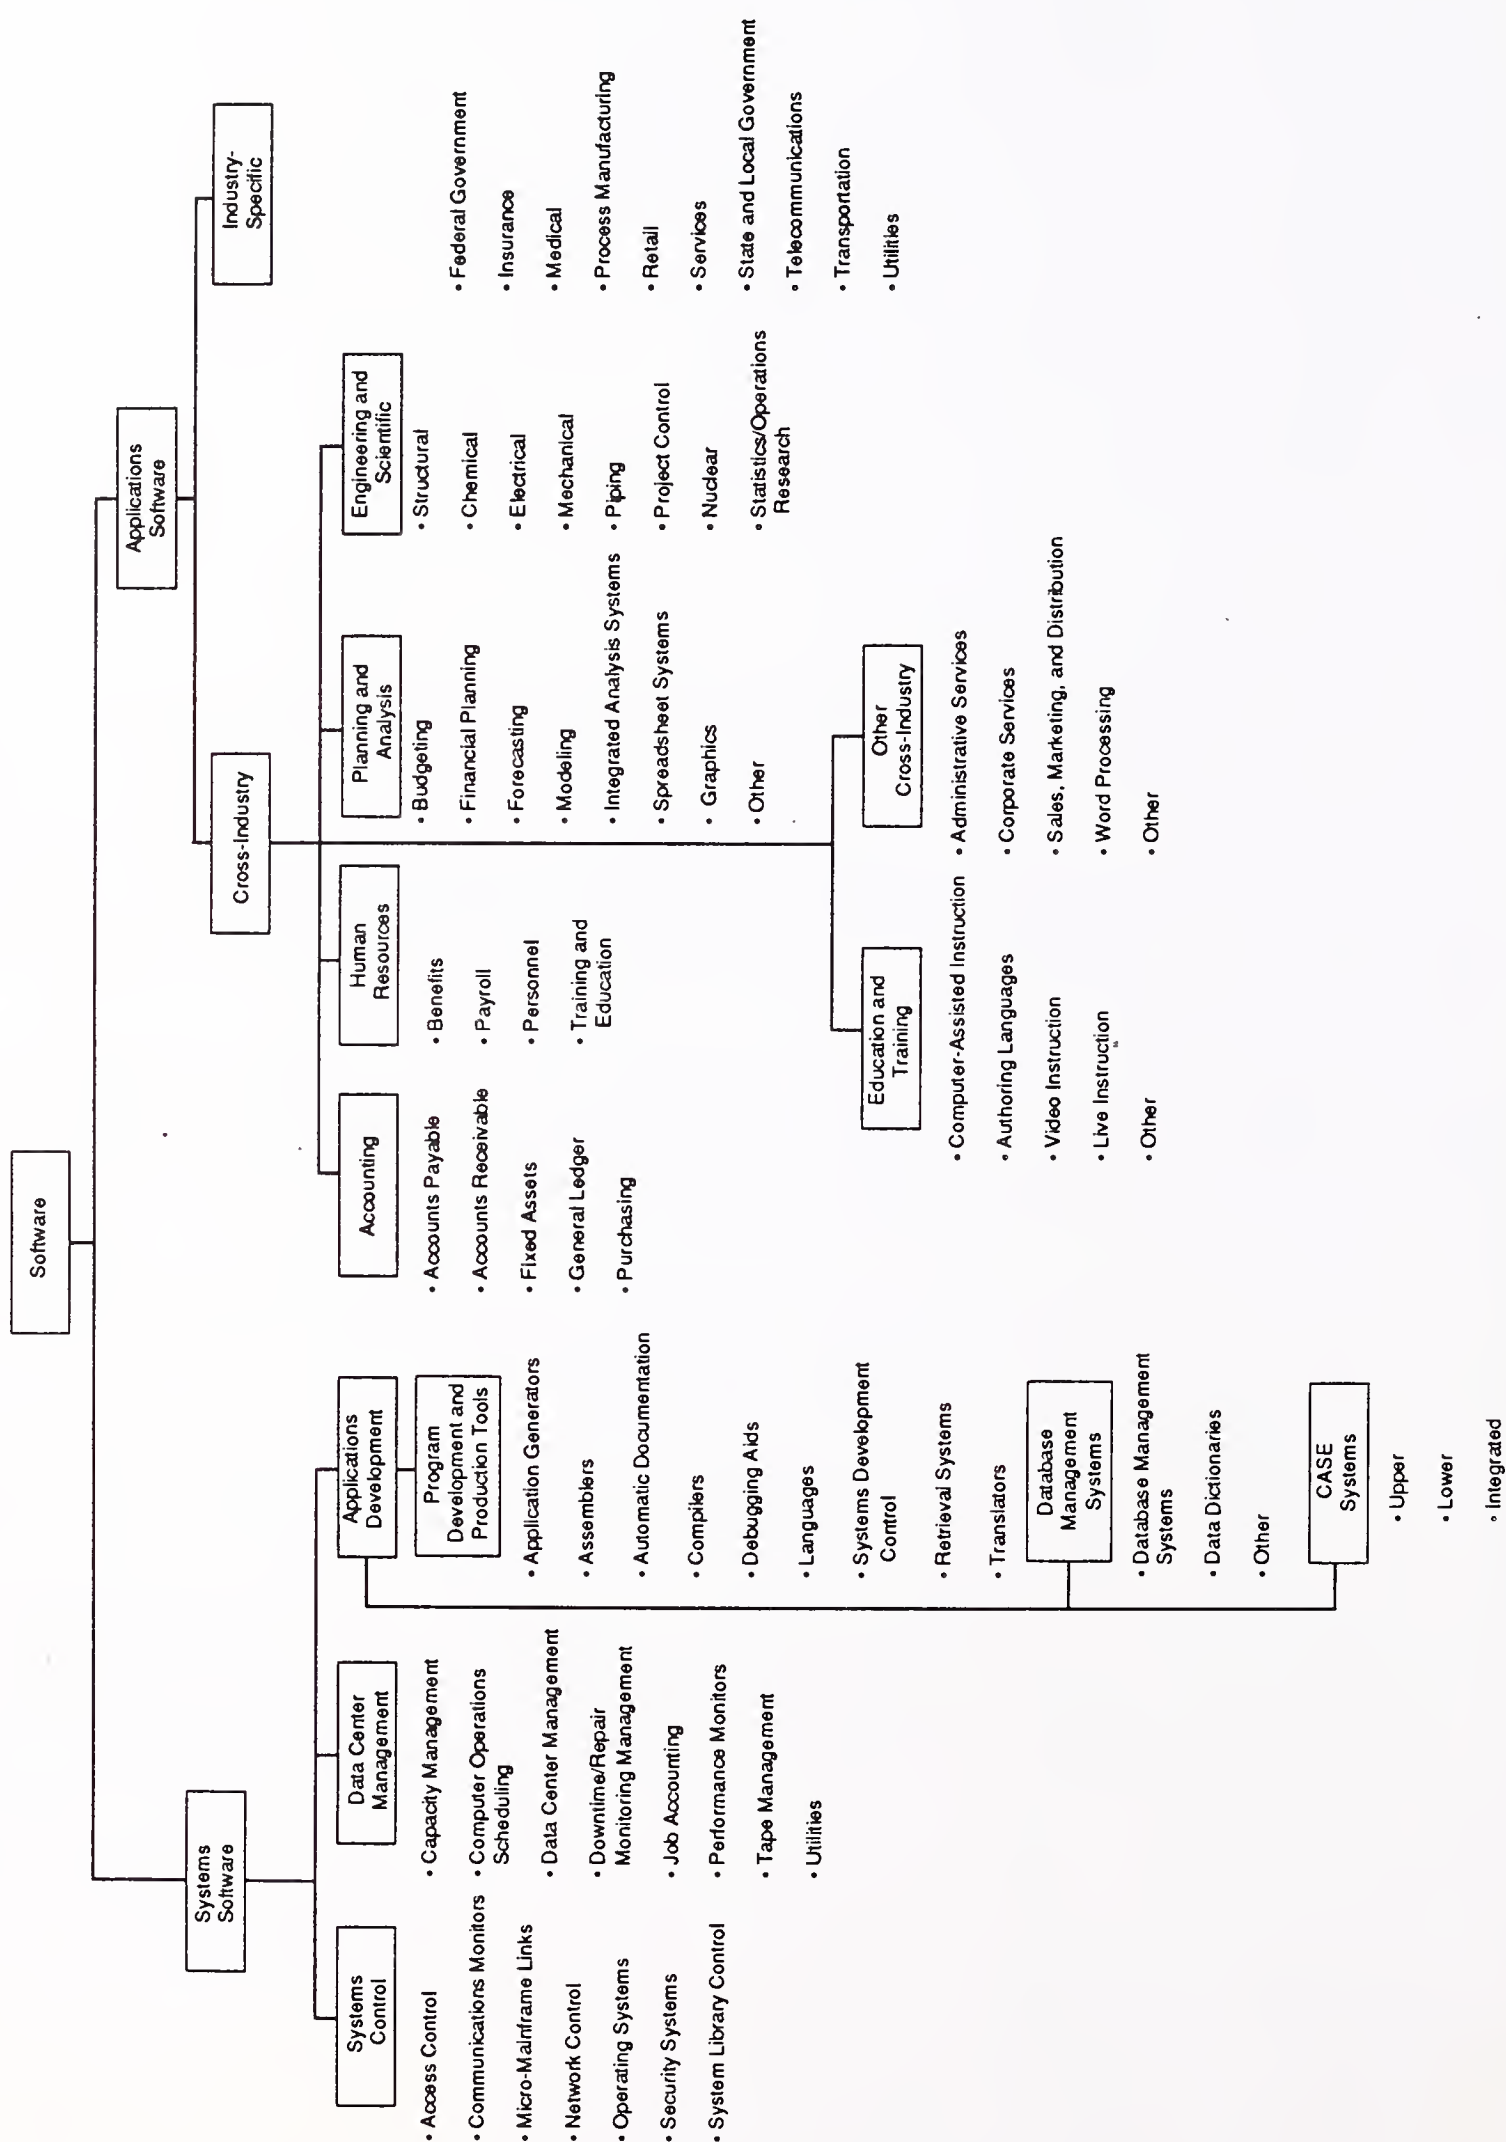 Software
Systems
Software
Applications
Software
Cross-Industry
Industry-
Specific
Systems
Control
• Access Control
• Communications Monitors
• Micro-Mainframe Links
• Network Control
• Operating Systems
• Security Systems
• System Library Control
Data Center
Management
• Capacity Management
• Computer Operations
Scheduling
• Data Center Management
• Downtime/Repair
Monitoring Management
• Job Accounting
• Performance Monitors
• Tape Management
• Utilities
Applications
Development
Program
Development and
Production Tools
• Application Generators
• Assemblers
• Automatic Documentation
• Compilers
• Debugging Aids
• Languages
• Systems Development
Control
• Retrieval Systems
• Translators
Database
Management
Systems
• Database Management
Systems
• Data Dictionaries
• Other
CASE
Systems
• Upper
• Lower
• Integrated
Accounting
• Accounts Payable
• Accounts Receivable
• Fixed Assets
• General Ledger
• Purchasing
Human
Resources
• Benefits
• Payroll
• Personnel
• Training and
Education
Planning and
Analysis
• Budgeting
• Financial Planning
• Forecasting
• Modeling
• Integrated Analysis Systems
• Spreadsheet Systems
• Graphics
• Other
Engineering and
Scientific
• Structural
• Chemical
• Electrical
• Mechanical
• Piping
• Project Control
• Nuclear
• Statistics/Operations
Research
Education and
Training
• Computer-Assisted Instruction
• Authoring Languages
• Video Instruction
• Live Instruction
• Other
Other
Cross-Industry
• Administrative Services
• Corporate Services
• Sales, Marketing, and Distribution
• Word Processing
• Other
• Federal Government
• Insurance
• Medical
• Process Manufacturing
• Retail
• Services
• State and Local Government
• Telecommunications
• Transportation
• Utilities